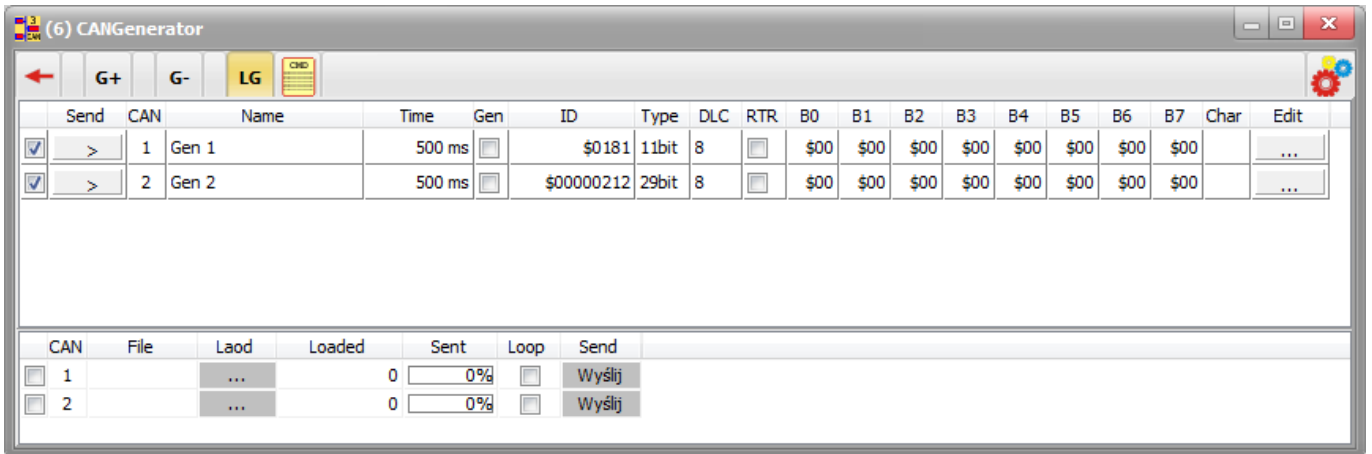 3
CAN
(6) CANGenerator
G+ G- LG CMD
Send CAN Name Time Gen ID Type DLC RTR B0 B1 B2 B3 B4 B5 B6 B7 Char Edit
> 1 Gen 1 500 ms $0181 11bit 8 $00 $00 $00 $00 $00 $00 $00 $00 ...
> 2 Gen 2 500 ms $00000212 29bit 8 $00 $00 $00 $00 $00 $00 $00 $00 ...
CAN File Laod Loaded Sent Loop Send
1 ... 0 0% Wyślij
2 ... 0 0% Wyślij